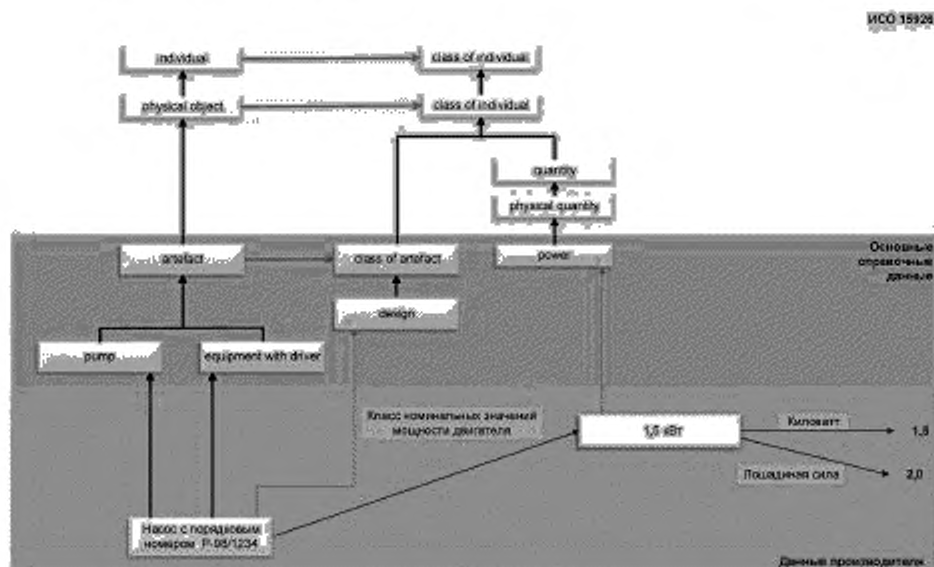 ИСО 15926
individual
class of individual
physical object
class of individual
quantity
physical quantity
artefact
class of artefact
power
Основные
справочные
данные
design
pump
equipment with driver
Класс номинальных значений
мощности двигателя
1,5 кВт
Киловатт
1,5
Лошадиная сила
2,0
Насос с порядковым
номером P-98/1234
Данные производителя